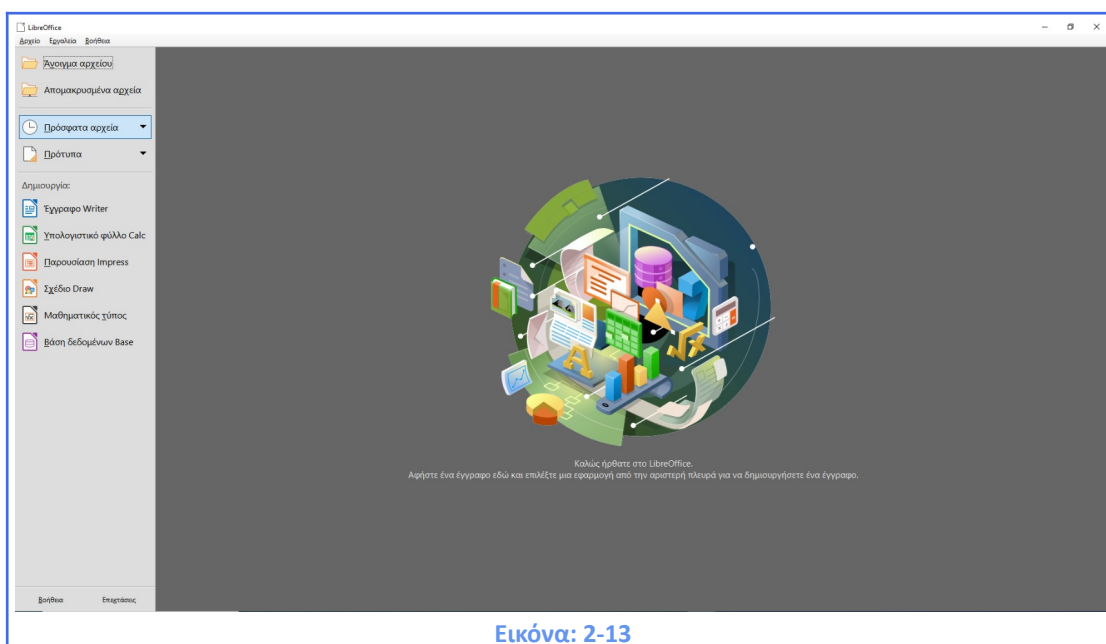 LibreOffice
Αρχείο Εργαλεία Βοήθεια
Άνοιγμα αρχείου
Απομακρυσμένα αρχεία
Πρόσφατα αρχεία
Πρότυπα
Δημιουργία:
Έγγραφο Writer
Υπολογιστικό φύλλο Calc
Παρουσίαση Impress
Σχέδιο Draw
Μαθηματικός τύπος
Βάση δεδομένων Base
Καλώς ήρθατε στο LibreOffice.
Αφήστε ένα έγγραφο εδώ και επιλέξτε μια εφαρμογή από την αριστερή πλευρά για να δημιουργήσετε ένα έγγραφο.
Βοήθεια Επεκτάσεις
Εικόνα: 2-13